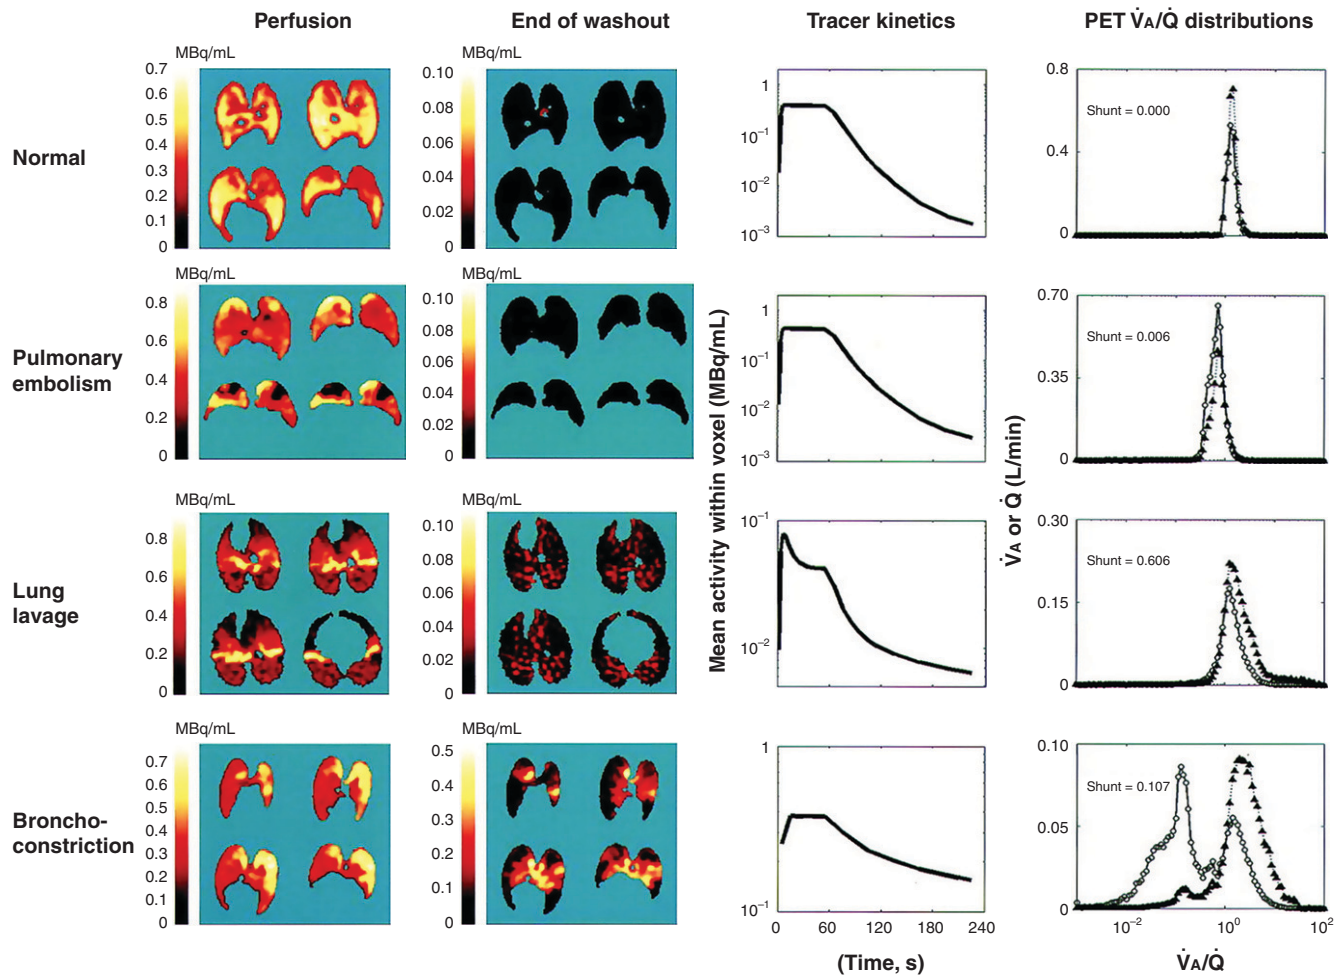 Perfusion
End of washout
Tracer kinetics
PET V̇A/Q̇ distributions
Normal
MBq/mL
0.7
0.6
0.5
0.4
0.3
0.2
0.1
0
MBq/mL
0.10
0.08
0.06
0.04
0.02
0
1
10⁻¹
10⁻²
10⁻³
0.8
0.4
0
Shunt = 0.000
Pulmonary
embolism
MBq/mL
0.8
0.6
0.4
0.2
0
MBq/mL
0.10
0.08
0.06
0.04
0.02
0
1
10⁻¹
10⁻²
10⁻³
0.70
0.35
0
Shunt = 0.006
Mean activity within voxel (MBq/mL)
V̇A or Q̇ (L/min)
Lung
lavage
MBq/mL
0.8
0.6
0.4
0.2
0
MBq/mL
0.10
0.08
0.06
0.04
0.02
0
10⁻¹
10⁻²
0.30
0.15
0
Shunt = 0.606
Broncho-
constriction
MBq/mL
0.7
0.6
0.5
0.4
0.3
0.2
0.1
0
MBq/mL
0.5
0.4
0.3
0.2
0.1
0
1
10⁻¹
0 60 120 180 240
(Time, s)
0.10
0.05
0
Shunt = 0.107
10⁻² 10⁰ 10²
V̇A/Q̇